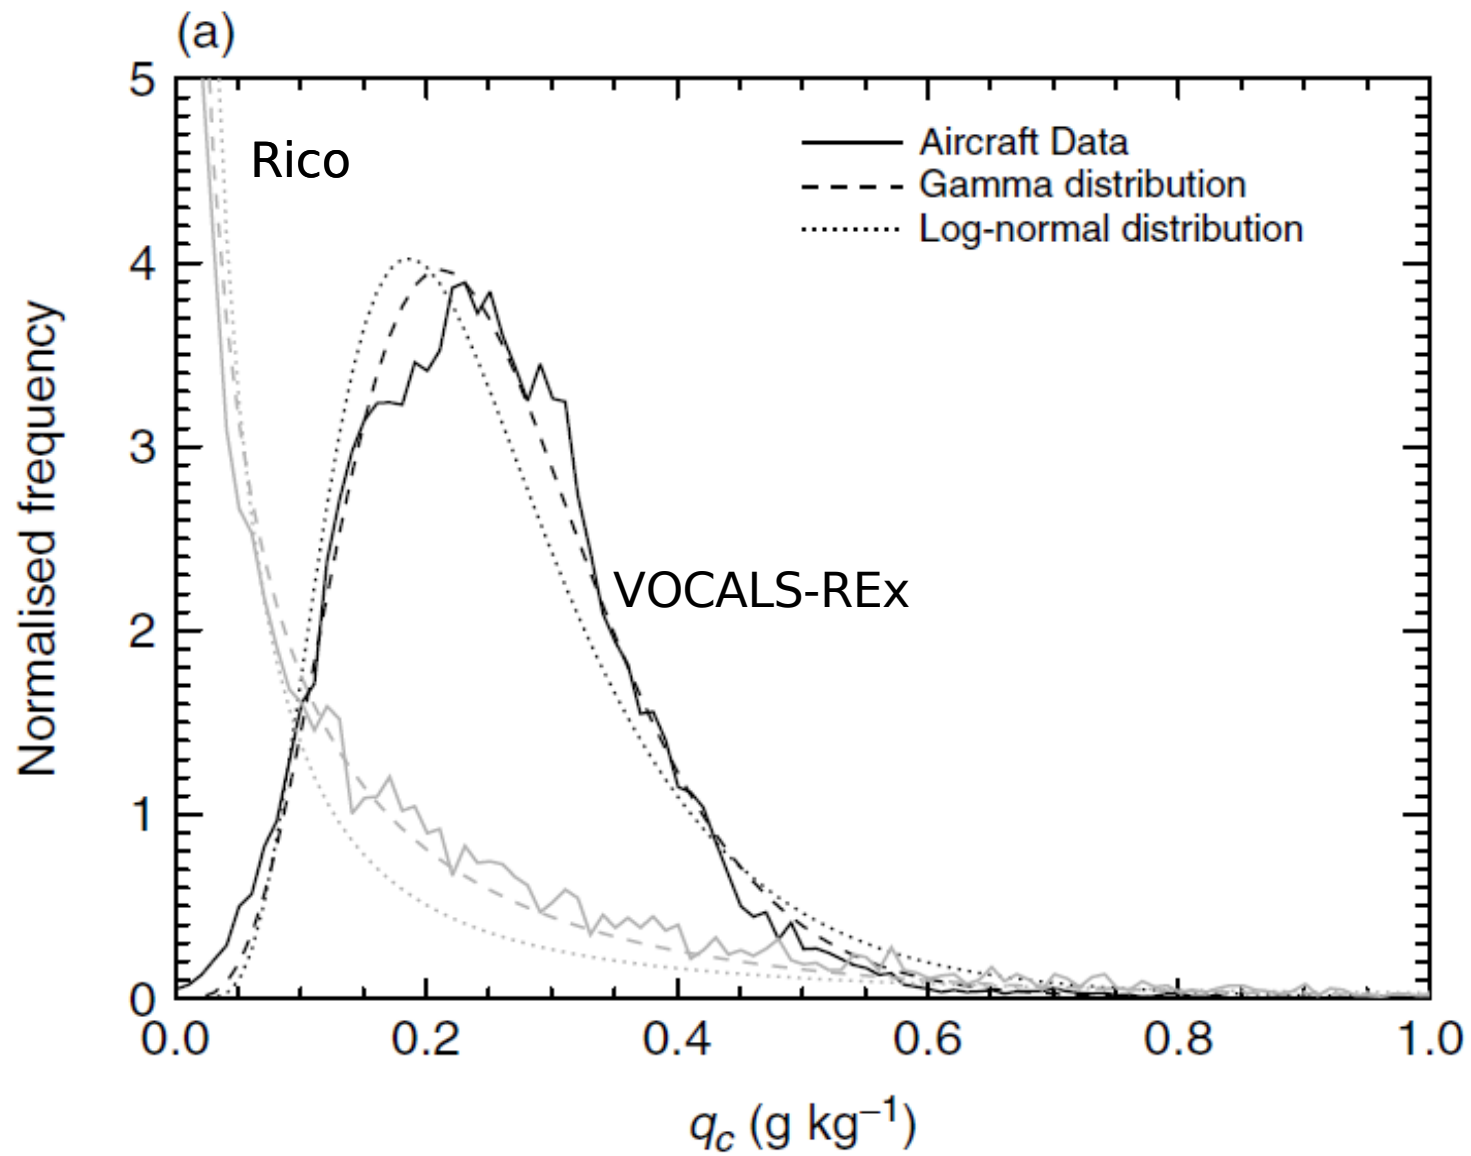 (a)
5
4
3
2
1
0
Normalised frequency
Rico
Aircraft Data
Gamma distribution
Log-normal distribution
VOCALS-REx
0.0 0.2 0.4 0.6 0.8 1.0
q_c (g kg⁻¹)